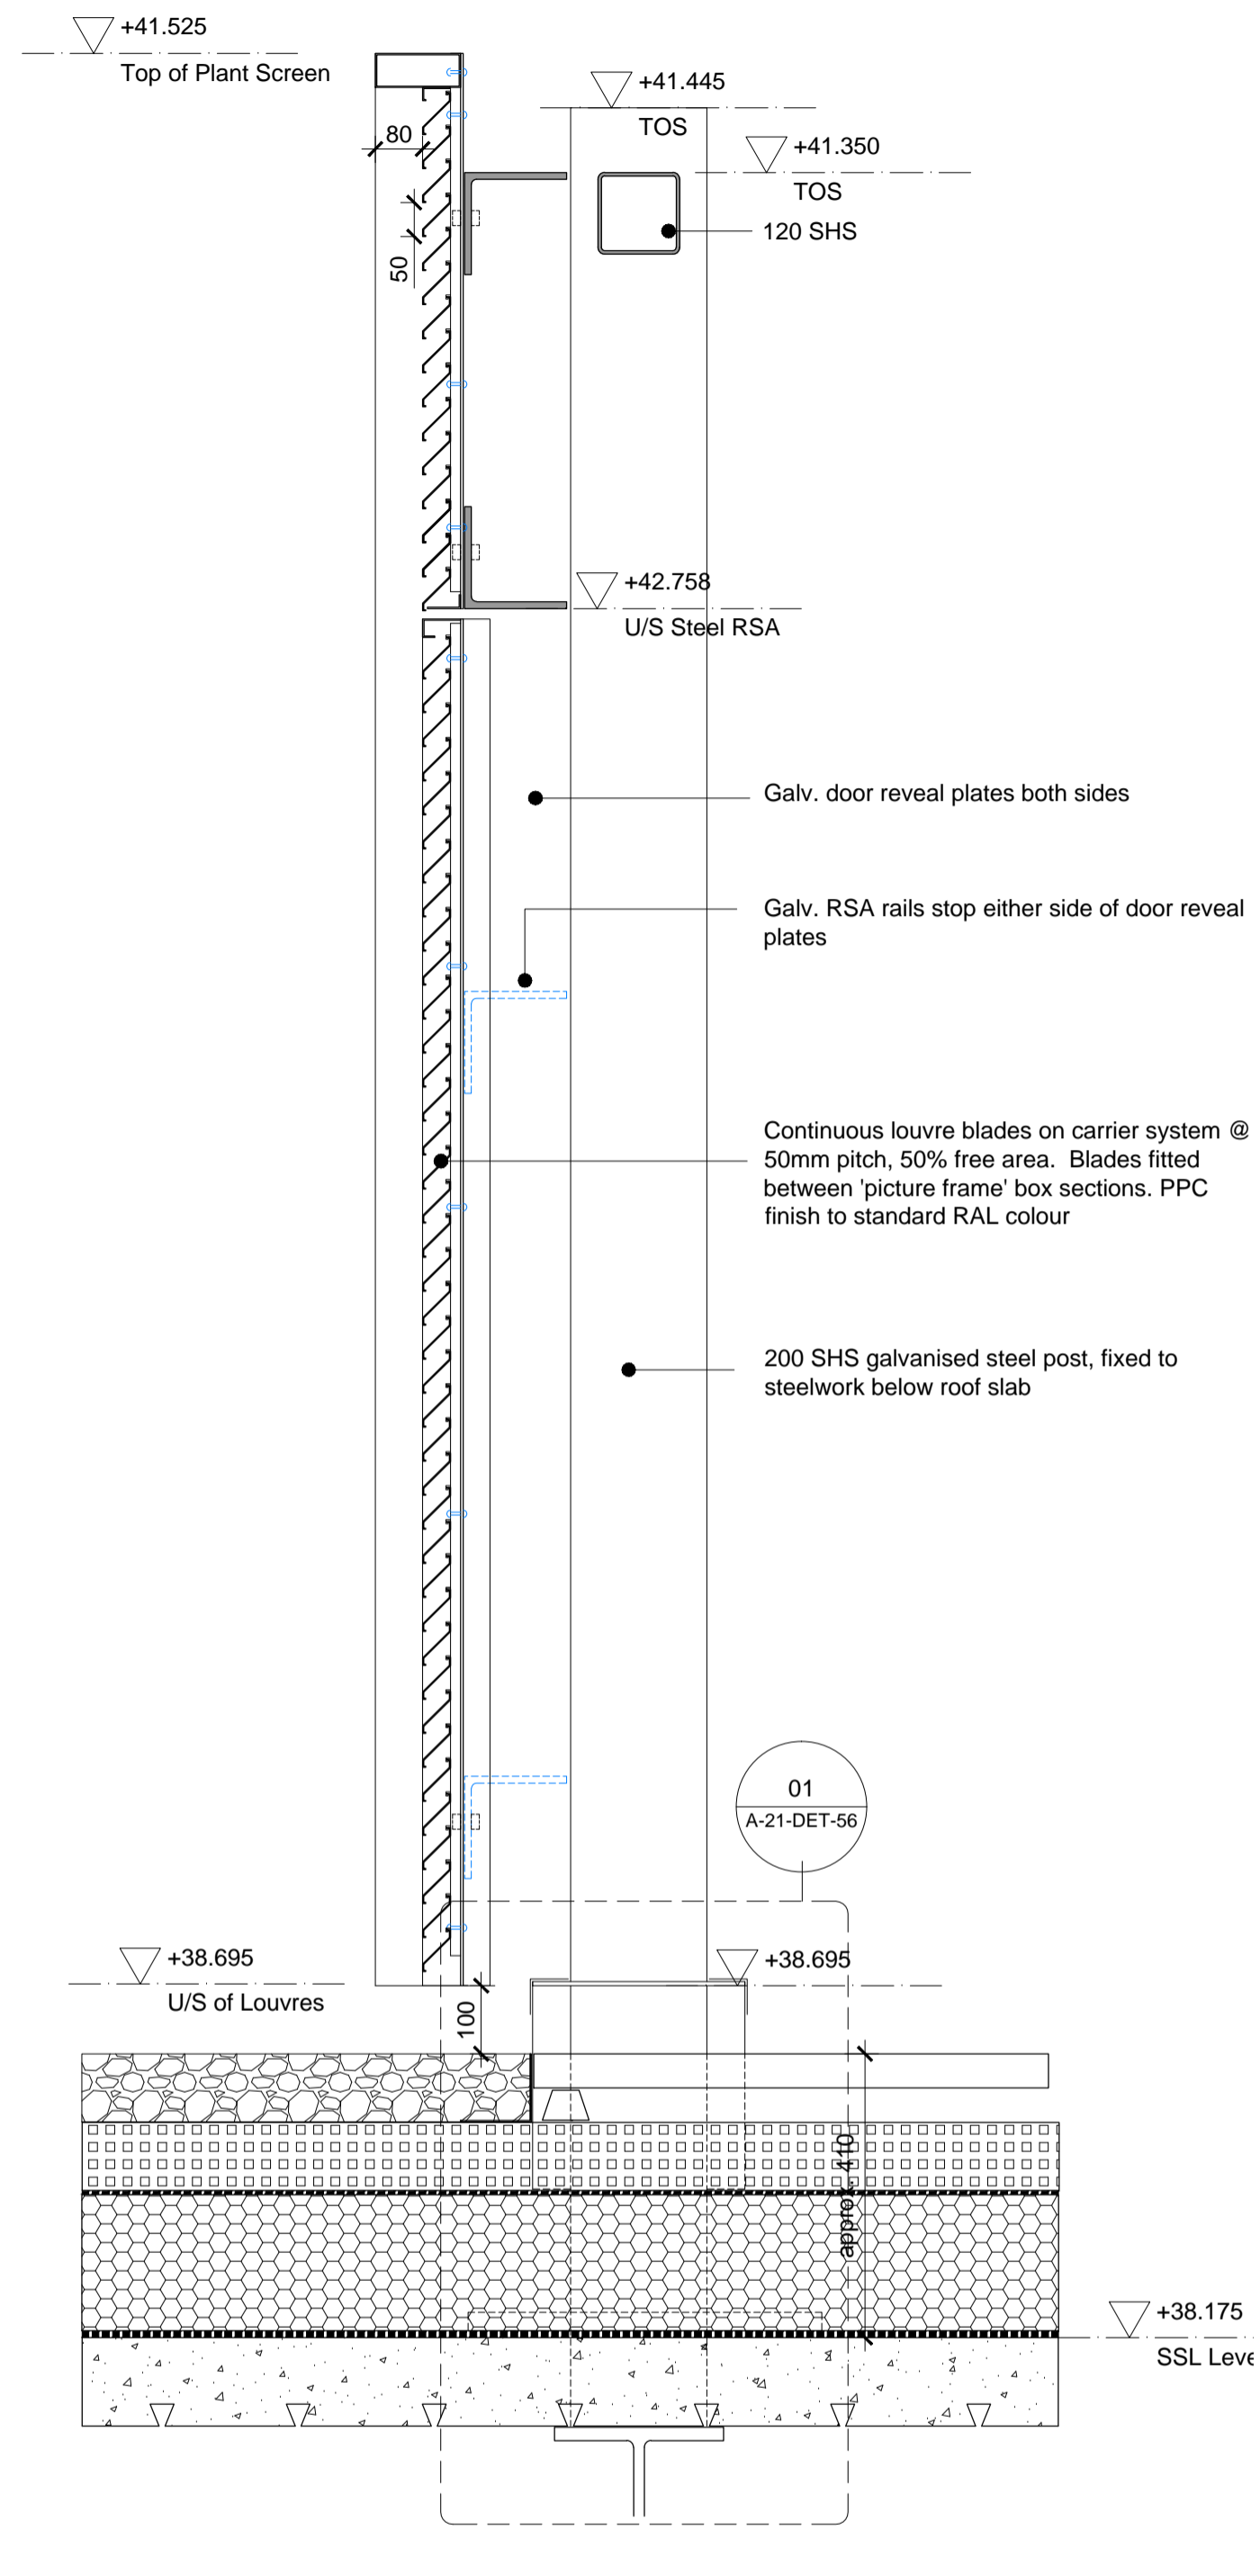 +41.525
Top of Plant Screen
+41.445
TOS
+41.350
TOS
80
120 SHS
50
+42.758
U/S Steel RSA
Galv. door reveal plates both sides
Galv. RSA rails stop either side of door reveal
plates
Continuous louvre blades on carrier system @
50mm pitch, 50% free area.  Blades fitted
between 'picture frame' box sections. PPC
finish to standard RAL colour
200 SHS galvanised steel post, fixed to
steelwork below roof slab
01
A-21-DET-56
+38.695
U/S of Louvres
+38.695
100
approx. 410
+38.175
SSL Leve